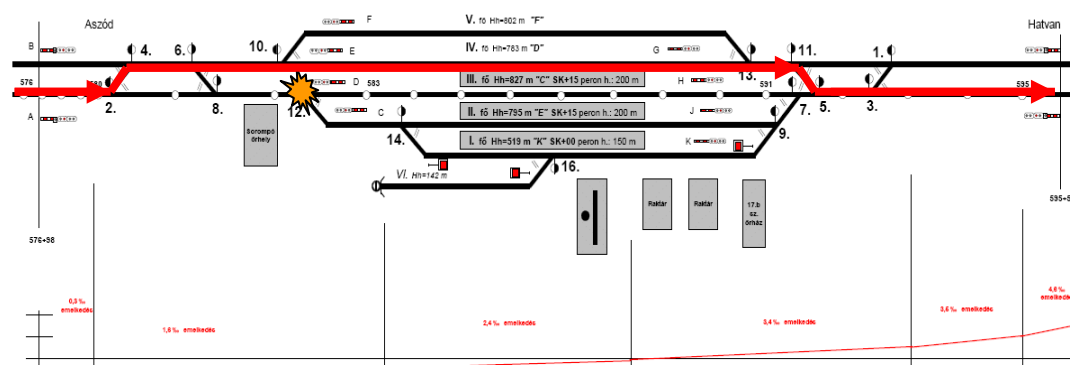 Aszód
Hatvan
F
V. fő Hh=602 m "F"
B
4.
6.
10.
E
IV. fő Hh=783 m "D"
G
11.
1.
13.
576
580
D
583
III. fő Hh=827 m "C" SK+15 peron h.: 200 m
H
591
595
2.
8.
12.
7.
5.
3.
A
C
II. fő Hh=795 m "E" SK+15 peron h.: 200 m
J
Sorompó
őrhely
14.
I. fő Hh=519 m "K" SK+00 peron h.: 150 m
K
9.
VI. Hh=142 m
16.
Raktár
Raktár
17.b
sz.
őrház
576+98
0,3 ‰
emelkedés
1,6 ‰ emelkedés
2,4 ‰ emelkedés
3,4 ‰ emelkedés
3,5 ‰ emelkedés
4,6 ‰
emelkedés